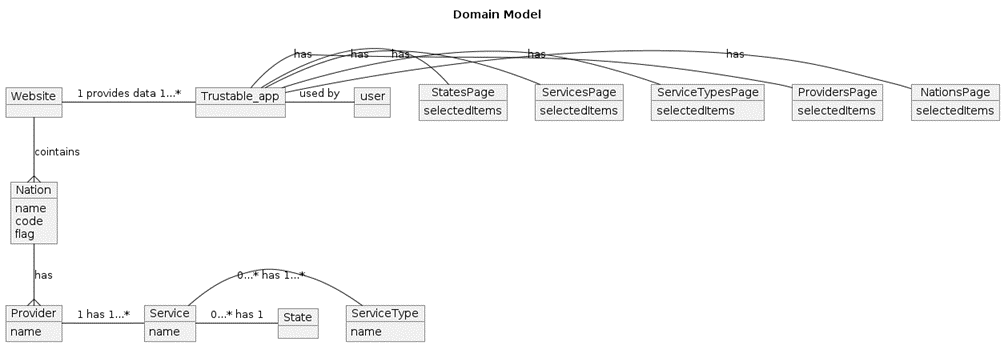 Domain Model
has
has
has
has
has
Website
1 provides data 1...*
Trustable_app
used by
user
StatesPage
selectedItems
ServicesPage
selectedItems
ServiceTypesPage
selectedItems
ProvidersPage
selectedItems
NationsPage
selectedItems
cointains
Nation
name
code
flag
has
0...* has 1...*
Provider
name
1 has 1...*
Service
name
0...* has 1
State
ServiceType
name